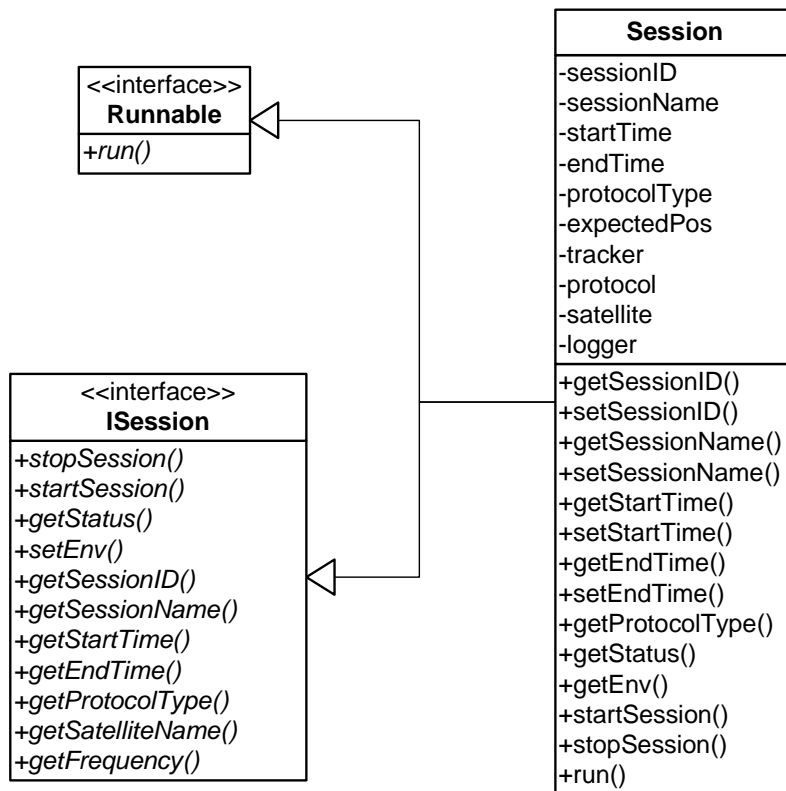 <<interface>>
Runnable
+run()
<<interface>>
ISession
+stopSession()
+startSession()
+getStatus()
+setEnv()
+getSessionID()
+getSessionName()
+getStartTime()
+getEndTime()
+getProtocolType()
+getSatelliteName()
+getFrequency()
Session
-sessionID
-sessionName
-startTime
-endTime
-protocolType
-expectedPos
-tracker
-protocol
-satellite
-logger
+getSessionID()
+setSessionID()
+getSessionName()
+setSessionName()
+getStartTime()
+setStartTime()
+getEndTime()
+setEndTime()
+getProtocolType()
+getStatus()
+getEnv()
+startSession()
+stopSession()
+run()